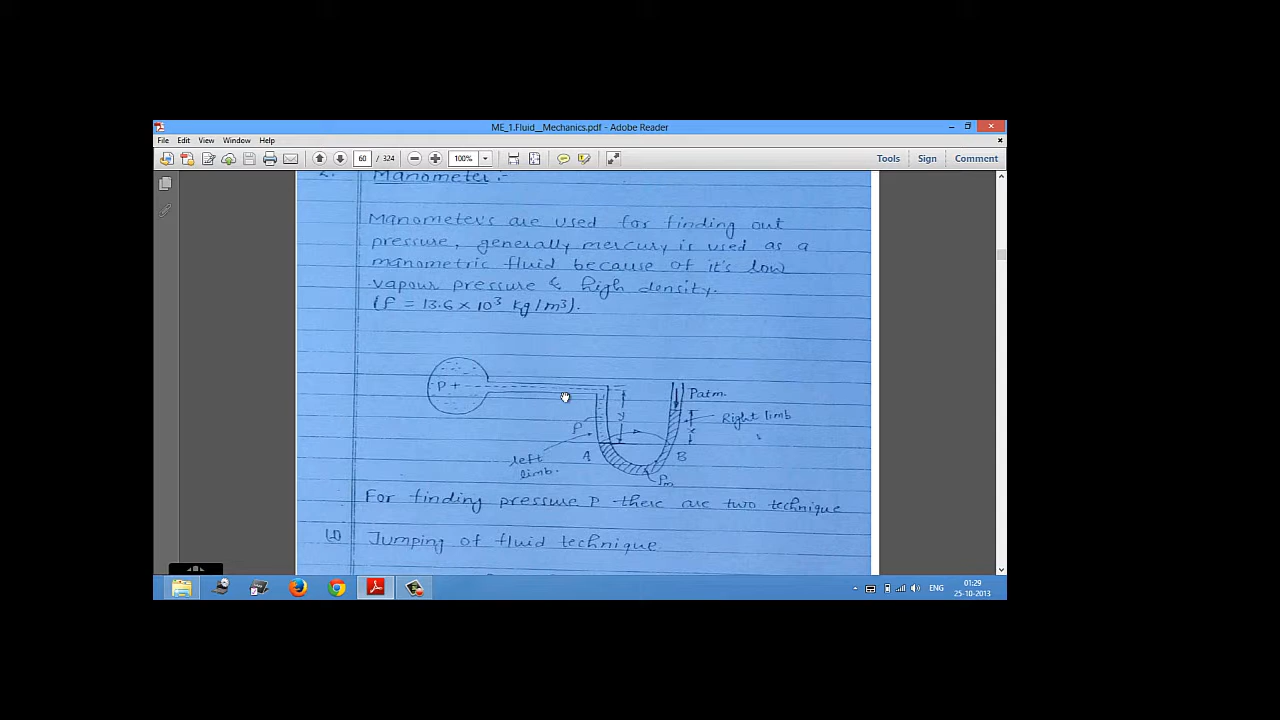 ME_1.Fluid__Mechanics.pdf - Adobe Reader
File Edit View Window Help
60 / 324 100% Tools Sign Comment
2. Manometer :-
Manometer's are used for finding out
pressure, generally mercury is used as a
manometric fluid because of it's low
vapour pressure & high density.
(ρ = 13.6 x 10³ kg/m³).
P +
Patm.
y
x
Right limb
ρ
left
limb.
A
B
ρm
For finding pressure P there are two technique
(1) Jumping of fluid technique.
ENG
01:29
25-10-2013